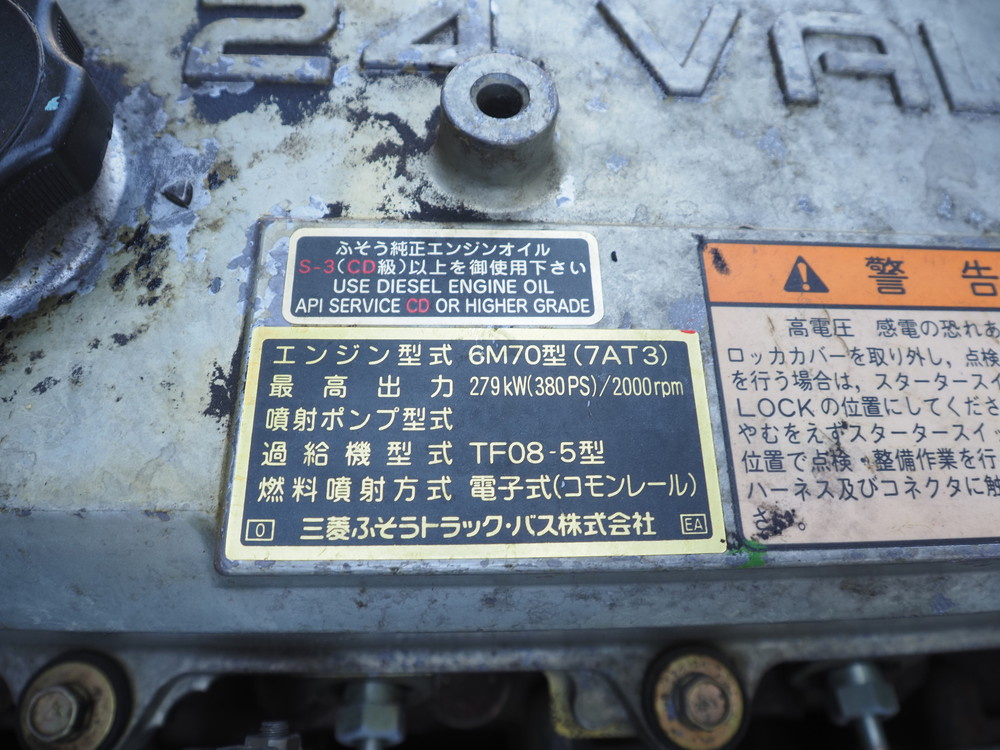 24 VAL
ふそう純正エンジンオイル
S-3(CD級)以上を御使用下さい
USE DIESEL ENGINE OIL
API SERVICE CD OR HIGHER GRADE
エンジン型式 6M70型(7AT3)
最高出力 279kW(380PS)/2000rpm
噴射ポンプ型式
過給機型式 TF08-5型
燃料噴射方式 電子式(コモンレール)
0 三菱ふそうトラック・バス株式会社 EA
警告
高電圧 感電の恐れあ
ロッカカバーを取り外し,点検
を行う場合は,スタータースイ
LOCKの位置にしてくださ
やむをえずスタータースイッ
位置で点検・整備作業を行
ハーネス及びコネクタに触
さい。